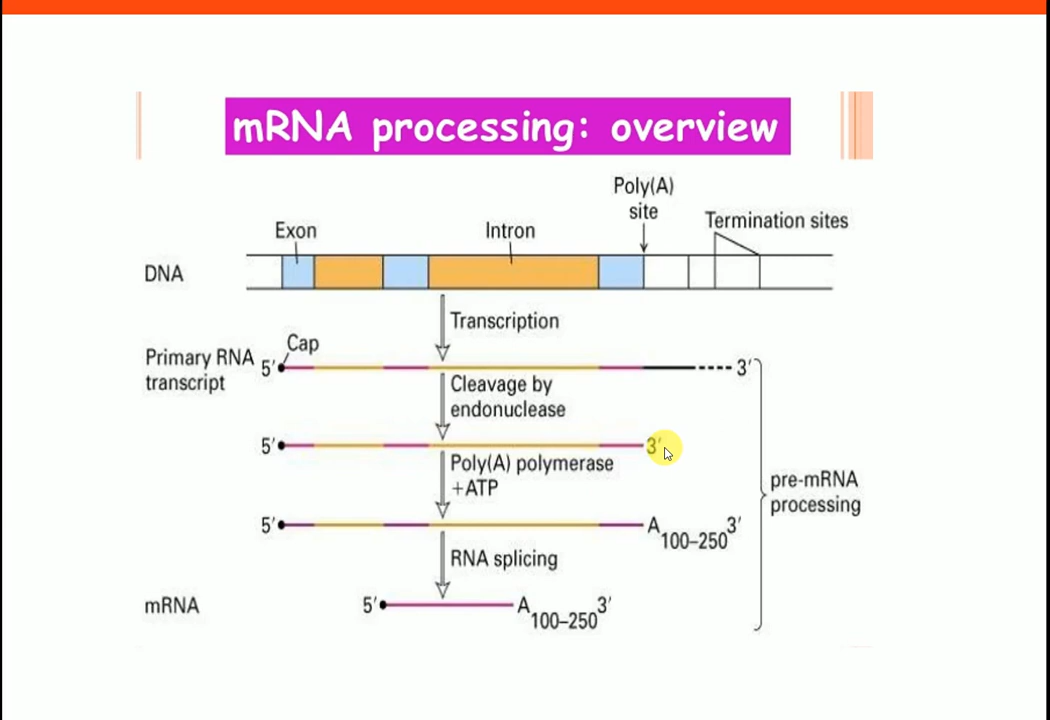 mRNA processing: overview
Poly(A)
site
Termination sites
Exon
Intron
DNA
Transcription
Cap
Primary RNA
transcript
5′
3′
Cleavage by
endonuclease
5′
3′
Poly(A) polymerase
+ATP
pre-mRNA
processing
5′
A100–250 3′
RNA splicing
mRNA
5′
A100–250 3′